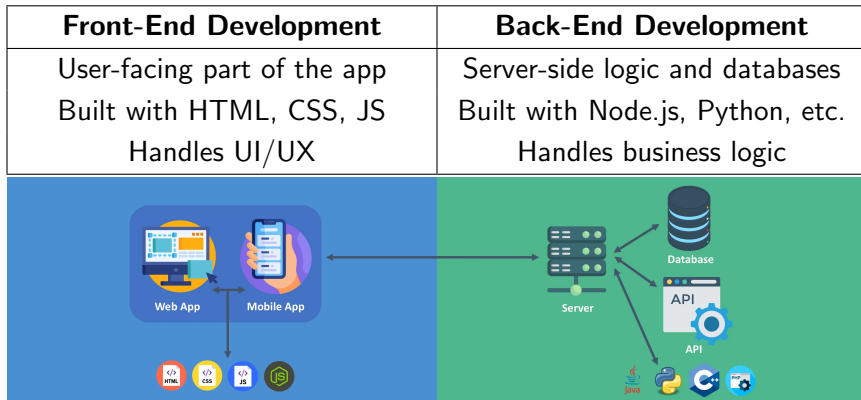 Front-End Development Back-End Development
User-facing part of the app Server-side logic and databases
Built with HTML, CSS, JS Built with Node.js, Python, etc.
Handles UI/UX Handles business logic
Database
API
Web App Mobile App
Server
API
HTML CSS JS JS
Java C++ PHP